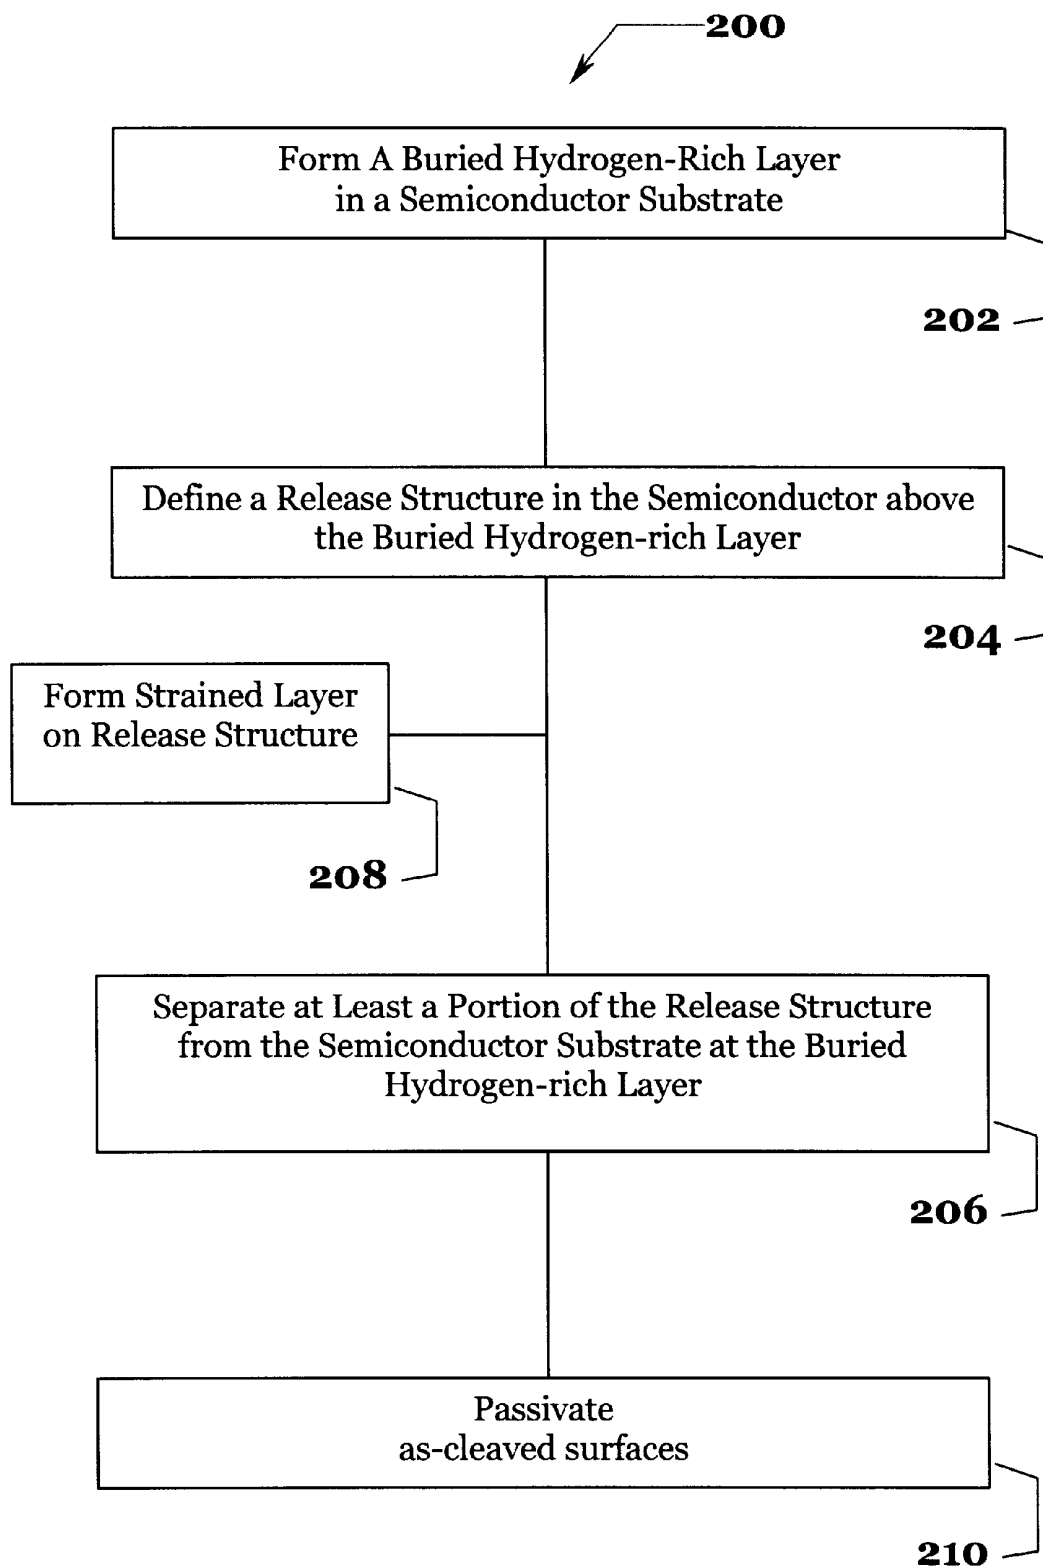 200
Form A Buried Hydrogen-Rich Layer
in a Semiconductor Substrate
202
Define a Release Structure in the Semiconductor above
the Buried Hydrogen-rich Layer
204
Form Strained Layer
on Release Structure
208
Separate at Least a Portion of the Release Structure
from the Semiconductor Substrate at the Buried
Hydrogen-rich Layer
206
Passivate
as-cleaved surfaces
210